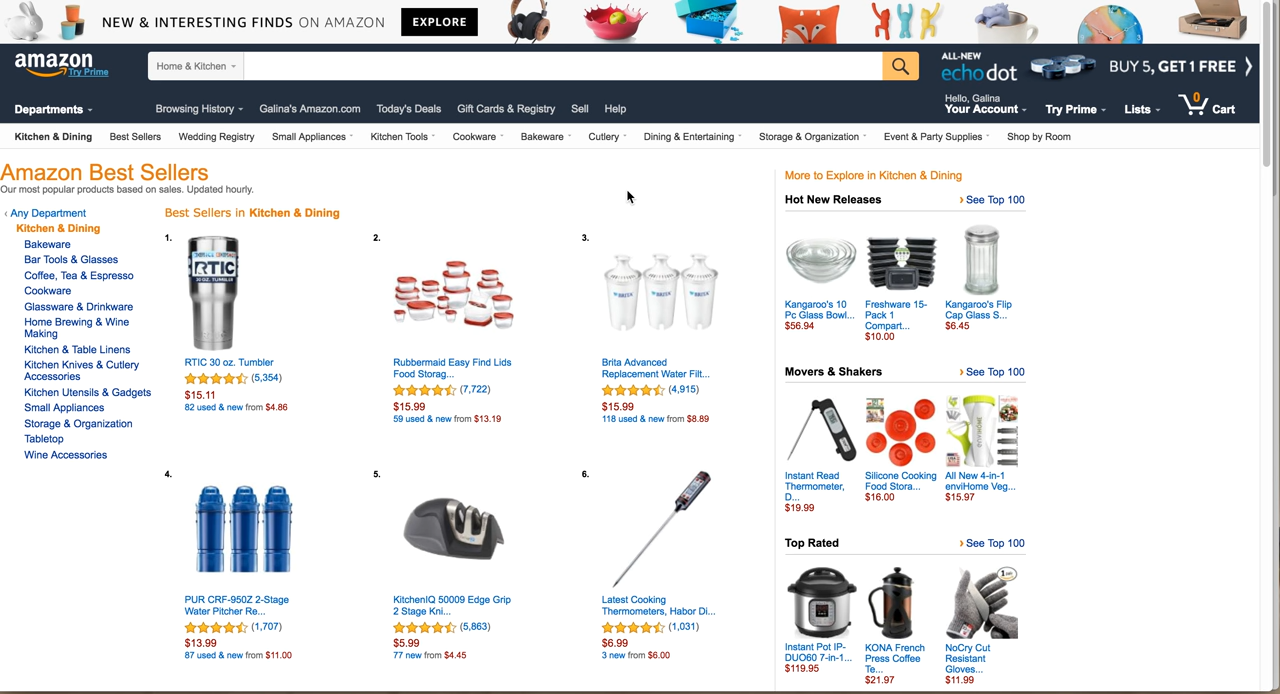 NEW & INTERESTING FINDS ON AMAZON
EXPLORE
amazon
Try Prime
Home & Kitchen
ALL-NEW
echo dot
BUY 5, GET 1 FREE
Departments
Browsing History
Galina's Amazon.com
Today's Deals
Gift Cards & Registry
Sell
Help
Hello, Galina
Your Account
Try Prime
Lists
0
Cart
Kitchen & Dining
Best Sellers
Wedding Registry
Small Appliances
Kitchen Tools
Cookware
Bakeware
Cutlery
Dining & Entertaining
Storage & Organization
Event & Party Supplies
Shop by Room
Amazon Best Sellers
Our most popular products based on sales. Updated hourly.
‹ Any Department
Kitchen & Dining
Bakeware
Bar Tools & Glasses
Coffee, Tea & Espresso
Cookware
Glassware & Drinkware
Home Brewing & Wine
Making
Kitchen & Table Linens
Kitchen Knives & Cutlery
Accessories
Kitchen Utensils & Gadgets
Small Appliances
Storage & Organization
Tabletop
Wine Accessories
Best Sellers in Kitchen & Dining
1.
RTIC
30 OZ. TUMBLER
RTIC 30 oz. Tumbler
(5,354)
$15.11
82 used & new from $4.86
2.
Rubbermaid Easy Find Lids
Food Storag...
(7,722)
$15.99
59 used & new from $13.19
3.
BRITA BRITA BRITA
Brita Advanced
Replacement Water Filt...
(4,915)
$15.99
118 used & new from $8.89
4.
PUR CRF-950Z 2-Stage
Water Pitcher Re...
(1,707)
$13.99
87 used & new from $11.00
5.
KitchenIQ 50009 Edge Grip
2 Stage Kni...
(5,863)
$5.99
77 new from $4.45
6.
Latest Cooking
Thermometers, Habor Di...
(1,031)
$6.99
3 new from $6.00
More to Explore in Kitchen & Dining
Hot New Releases
› See Top 100
Kangaroo's 10
Pc Glass Bowl...
$56.94
Freshware 15-
Pack 1
Compart...
$10.00
Kangaroo's Flip
Cap Glass S...
$6.45
Movers & Shakers
› See Top 100
Instant Read
Thermometer,
D...
$19.99
Silicone Cooking
Food Stora...
$16.00
All New 4-in-1
enviHome Veg...
$15.97
Top Rated
› See Top 100
Instant Pot IP-
DUO60 7-in-1...
$119.95
KONA French
Press Coffee
Te...
$21.97
NoCry Cut
Resistant
Gloves...
$11.99